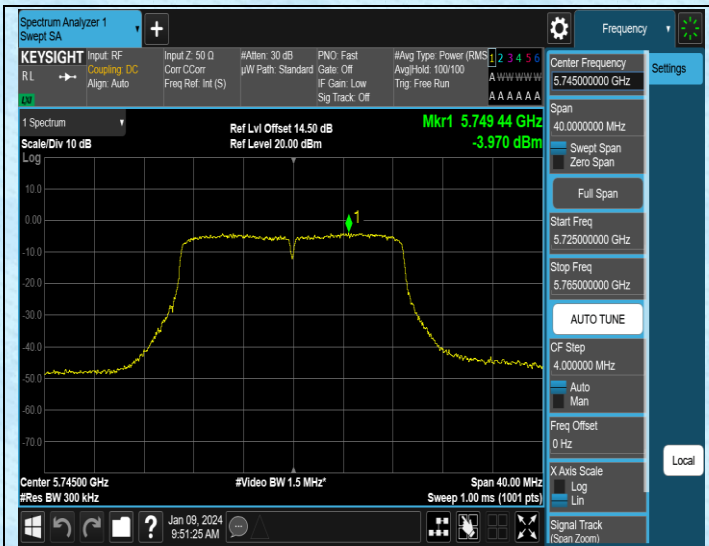 Spectrum Analyzer 1
Swept SA
+
Frequency
KEYSIGHT
R L
LXI
Input: RF
Coupling: DC
Align: Auto
Input Z: 50 Ω
Corr CCorr
Freq Ref: Int (S)
#Atten: 30 dB
µW Path: Standard
PNO: Fast
Gate: Off
IF Gain: Low
Sig Track: Off
#Avg Type: Power (RMS
Avg|Hold: 100/100
Trig: Free Run
1 2 3 4 5 6
A W W W W W
A A A A A A
1 Spectrum
Scale/Div 10 dB
Ref Lvl Offset 14.50 dB
Ref Level 20.00 dBm
Mkr1 5.749 44 GHz
-3.970 dBm
Log
10.0
0.00
-10.0
-20.0
-30.0
-40.0
-50.0
-60.0
-70.0
1
Center 5.74500 GHz
#Res BW 300 kHz
#Video BW 1.5 MHz*
Span 40.00 MHz
Sweep 1.00 ms (1001 pts)
Center Frequency
5.745000000 GHz
Settings
Span
40.0000000 MHz
Swept Span
Zero Span
Full Span
Start Freq
5.725000000 GHz
Stop Freq
5.765000000 GHz
AUTO TUNE
CF Step
4.000000 MHz
Auto
Man
Freq Offset
0 Hz
X Axis Scale
Log
Lin
Local
Signal Track
(Span Zoom)
?
Jan 09, 2024
9:51:25 AM